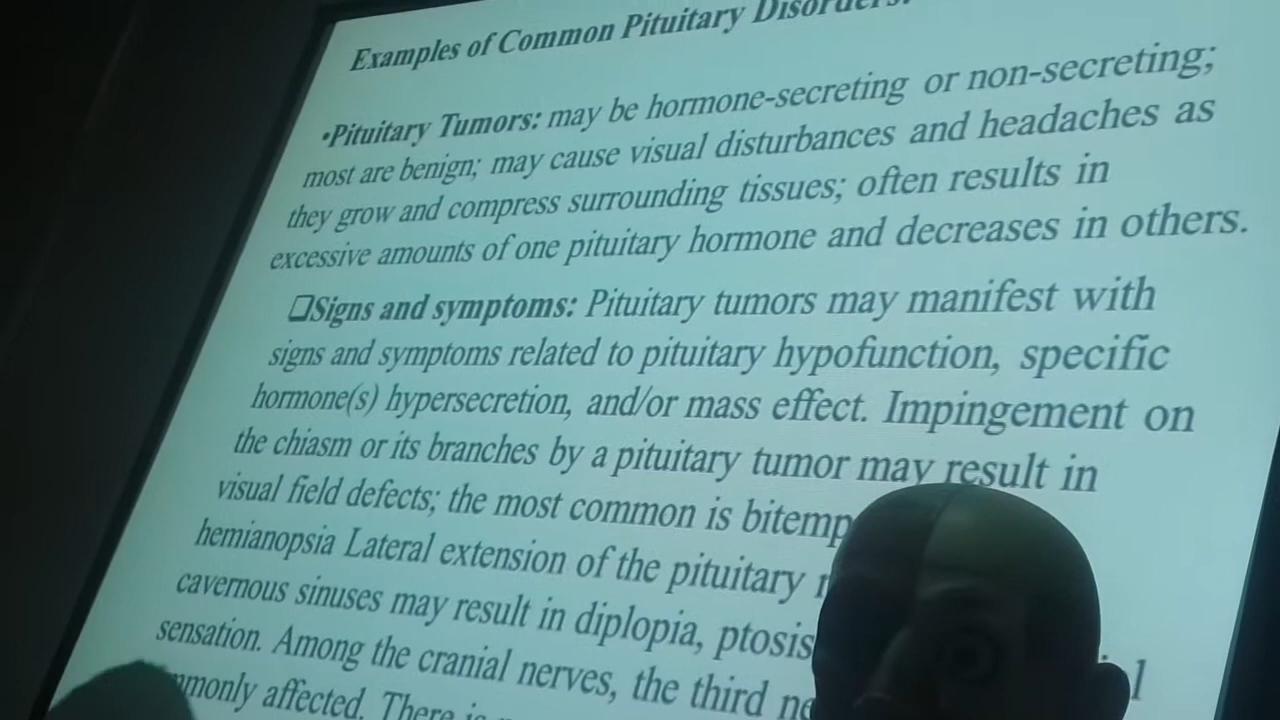 Examples of Common Pituitary Disorders:
•Pituitary Tumors: may be hormone-secreting or non-secreting;
most are benign; may cause visual disturbances and headaches as
they grow and compress surrounding tissues; often results in
excessive amounts of one pituitary hormone and decreases in others.
❑Signs and symptoms: Pituitary tumors may manifest with
signs and symptoms related to pituitary hypofunction, specific
hormone(s) hypersecretion, and/or mass effect. Impingement on
the chiasm or its branches by a pituitary tumor may result in
visual field defects; the most common is bitemp
hemianopsia Lateral extension of the pituitary
cavernous sinuses may result in diplopia, ptosis
sensation. Among the cranial nerves, the third
affected. There is